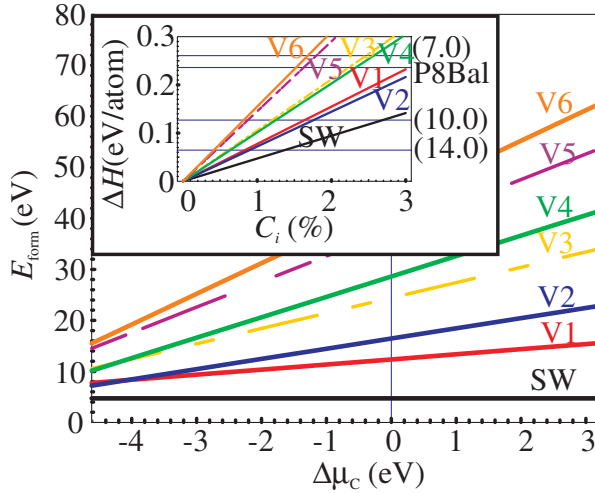 80
70
60
50
40
30
20
10
0
E_form (eV)
-4
-3
-2
-1
0
1
2
3
Δμ_C (eV)
V6
V5
V4
V3
V2
V1
SW
0.3
0.2
0.1
0
ΔH(eV/atom)
0
1
2
3
C_i (%)
V6
V5
V3
V4
V1
V2
SW
(7.0)
P8Bal
(10.0)
(14.0)